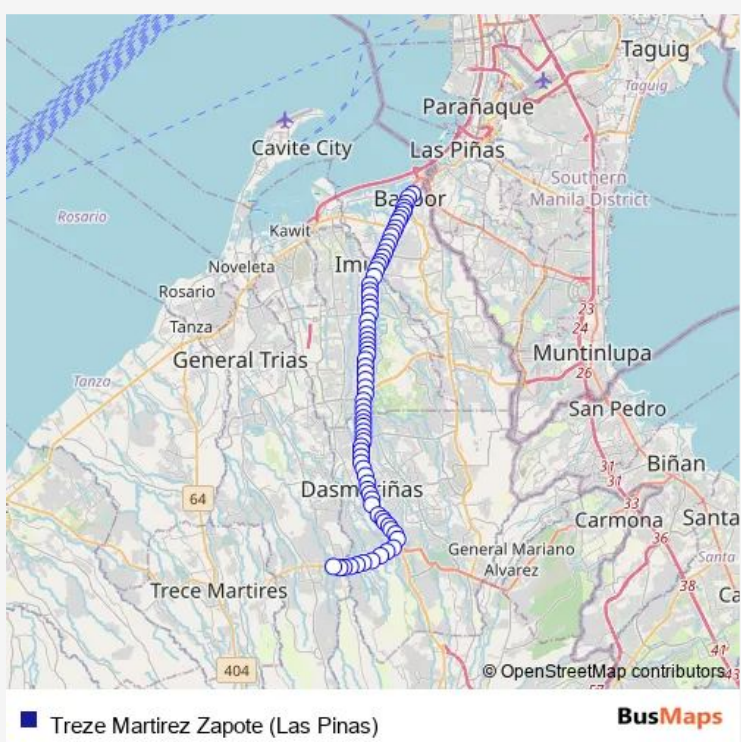 Taguig
Taguig
Parañaque
Cavite City
Las Piñas
Southern
Manila District
Rosario
Kawit
Noveleta
Rosario
Tanza
General Trias
23
24
Muntinlupa
26
Tanza
San Pedro
Biñan
31
31
64
33
Carmona
Santa
36
General Mariano
Alvarez
Santa
Trece Martires
38
404
41
© OpenStreetMap contributors
Treze Martirez Zapote (Las Pinas)
BusMaps